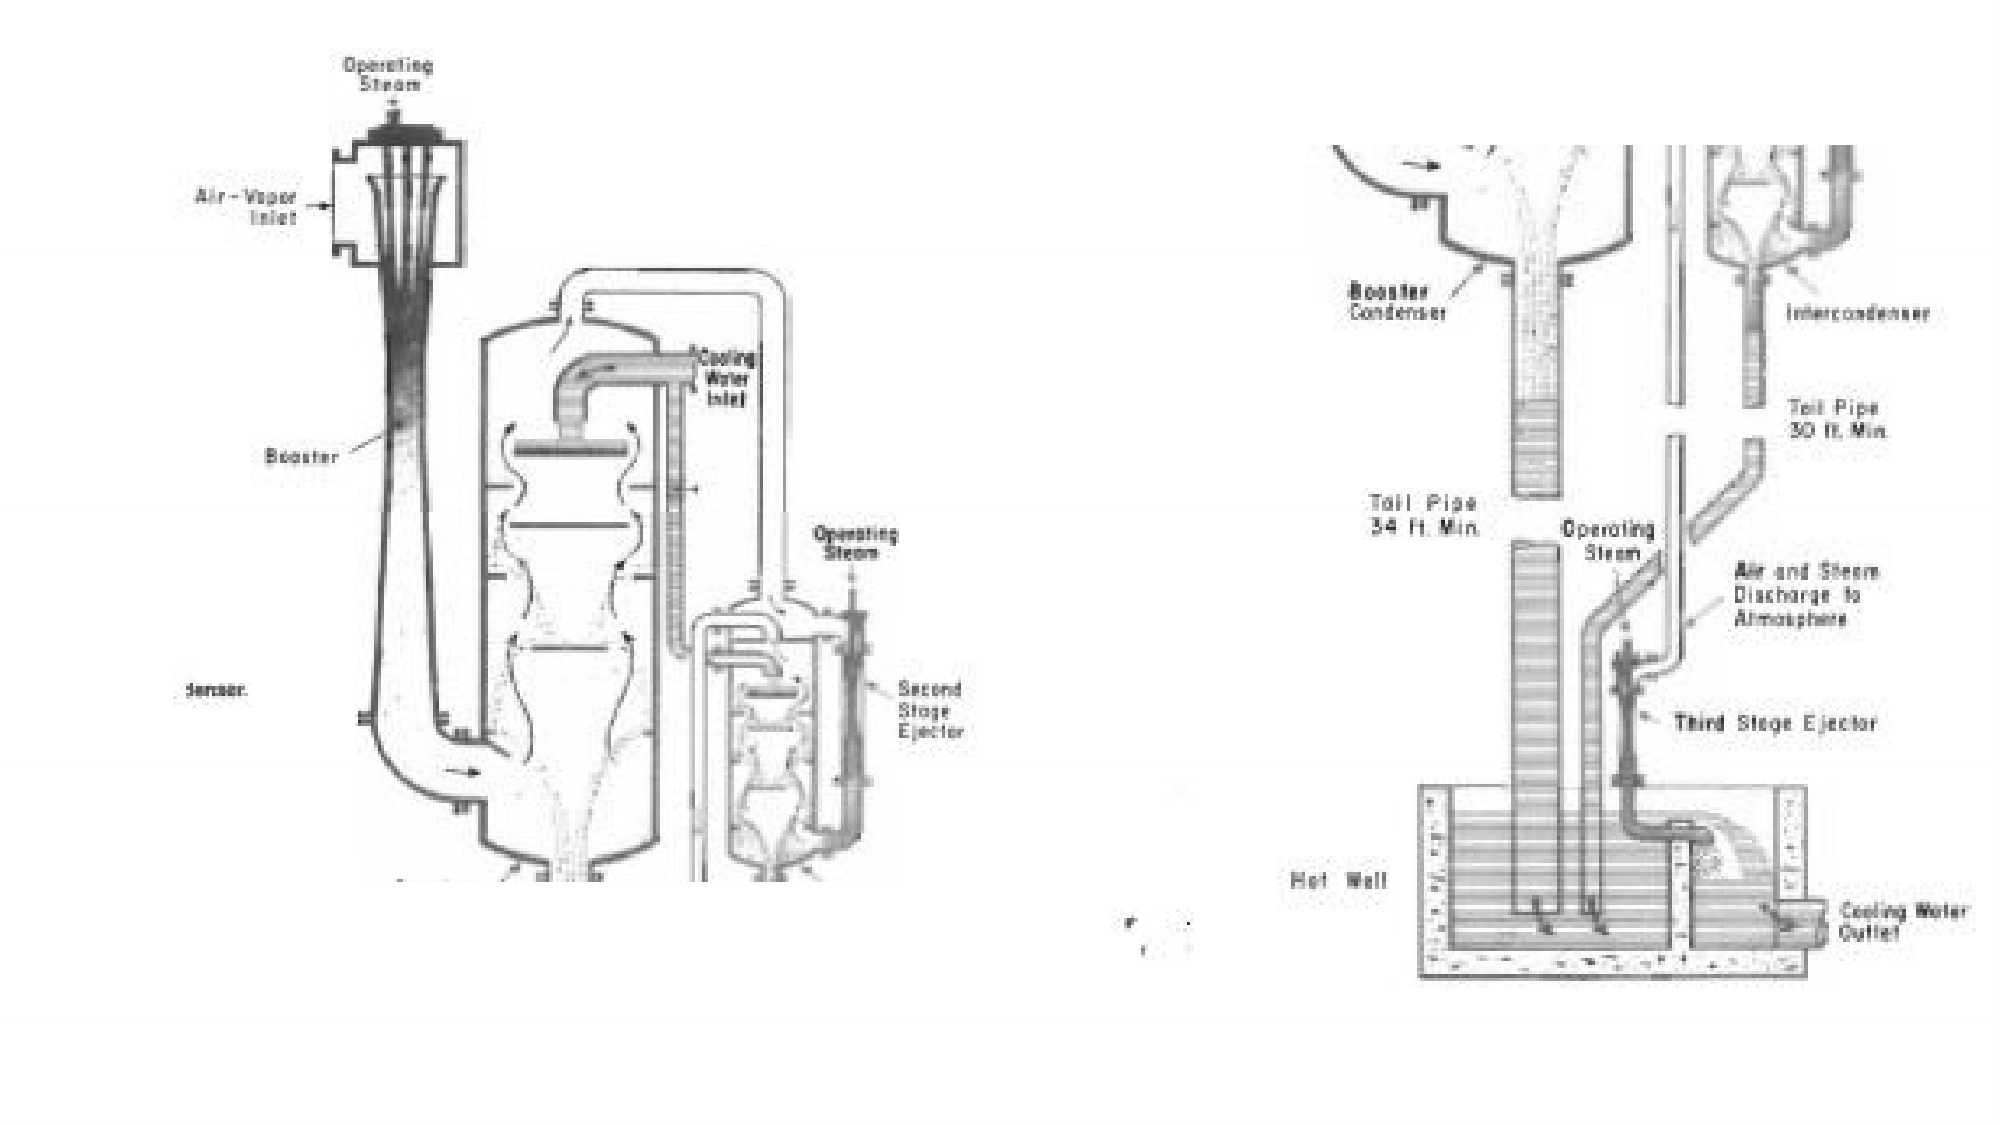 Operating
Steam
Air-Vapor
Inlet
Cooling
Water
Inlet
Booster
Operating
Steam
denser.
Second
Stage
Ejector
Booster
Condenser
Intercondenser
Tail Pipe
30 ft. Min.
Tail Pipe
34 ft. Min.
Operating
Steam
Air and Steam
Discharge to
Atmosphere
Third Stage Ejector
Hot Well
Cooling Water
Outlet